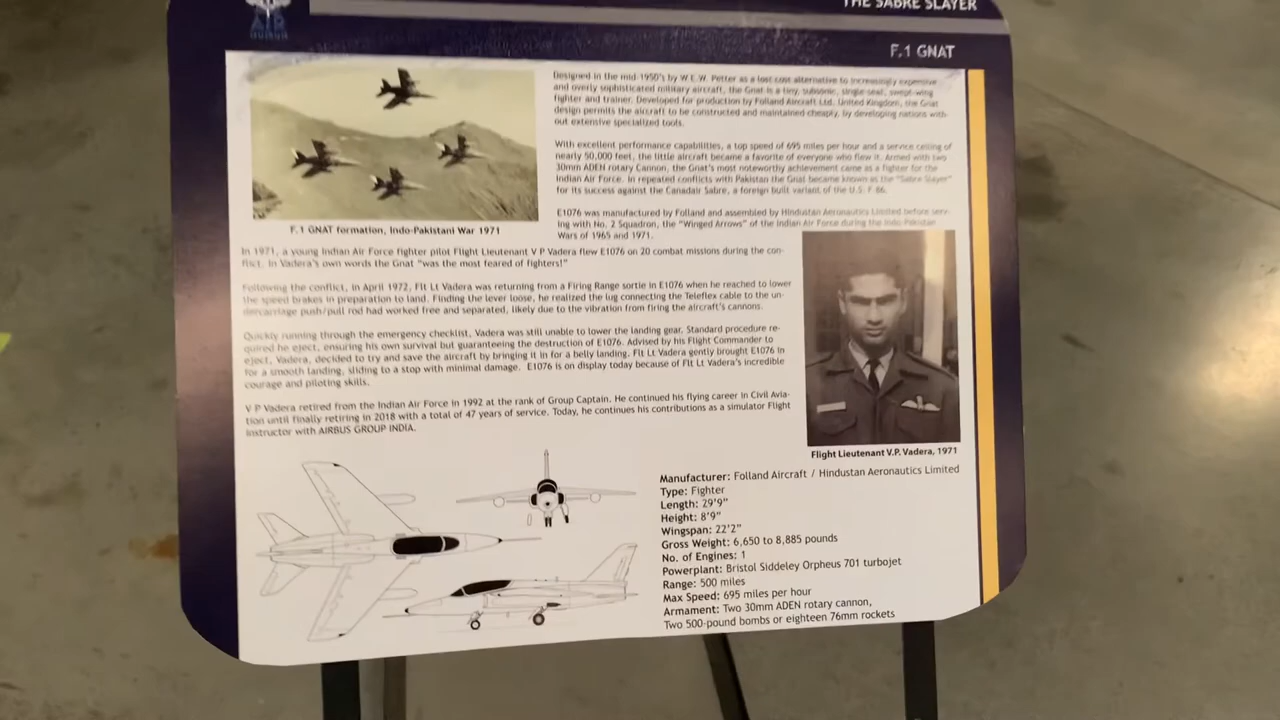 THE SABRE SLAYER
F.1 GNAT
Designed in the mid-1950's by W.E.W. Petter as a lost-cost alternative to increasingly expensive
and overly sophisticated military aircraft, the Gnat is a tiny, subsonic, single-seat, swept-wing
fighter and trainer. Developed for production by Folland Aircraft Ltd. United Kingdom, the Gnat
design permits the aircraft to be constructed and maintained cheaply, by developing nations with-
out extensive specialized tools.
With excellent performance capabilities, a top speed of 695 miles per hour and a service ceiling of
nearly 50,000 feet, the little aircraft became a favorite of everyone who flew it. Armed with two
30mm ADEN rotary Cannon, the Gnat's most noteworthy achievement came as a fighter for the
Indian Air Force. In repeated conflicts with Pakistan the Gnat became known as the "Sabre Slayer"
for its success against the Canadair Sabre, a foreign built variant of the U.S. F-86.
E1076 was manufactured by Folland and assembled by Hindustan Aeronautics Limited before serv-
ing with No. 2 Squadron, the "Winged Arrows" of the Indian Air Force during the Indo-Pakistan
Wars of 1965 and 1971.
F.1 GNAT formation, Indo-Pakistani War 1971
In 1971, a young Indian Air Force fighter pilot Flight Lieutenant V P Vadera flew E1076 on 20 combat missions during the con-
flict. In Vadera's own words the Gnat "was the most feared of fighters!"
Following the conflict, in April 1972, Flt Lt Vadera was returning from a Firing Range sortie in E1076 when he reached to lower
the speed brakes in preparation to land. Finding the lever loose, he realized the lug connecting the Teleflex cable to the un-
dercarriage push/pull rod had worked free and separated, likely due to the vibration from firing the aircraft's cannons.
Quickly running through the emergency checklist, Vadera was still unable to lower the landing gear. Standard procedure re-
quired he eject, ensuring his own survival but guaranteeing the destruction of E1076. Advised by his Flight Commander to
eject, Vadera, decided to try and save the aircraft by bringing it in for a belly landing. Flt Lt Vadera gently brought E1076 in
for a smooth landing, sliding to a stop with minimal damage. E1076 is on display today because of Flt Lt Vadera's incredible
courage and piloting skills.
V P Vadera retired from the Indian Air Force in 1992 at the rank of Group Captain. He continued his flying career in Civil Avia-
tion until finally retiring in 2018 with a total of 47 years of service. Today, he continues his contributions as a simulator Flight
Instructor with AIRBUS GROUP INDIA.
Flight Lieutenant V.P. Vadera, 1971
Manufacturer: Folland Aircraft / Hindustan Aeronautics Limited
Type: Fighter
Length: 29'9"
Height: 8'9"
Wingspan: 22'2"
Gross Weight: 6,650 to 8,885 pounds
No. of Engines: 1
Powerplant: Bristol Siddeley Orpheus 701 turbojet
Range: 500 miles
Max Speed: 695 miles per hour
Armament: Two 30mm ADEN rotary cannon,
Two 500-pound bombs or eighteen 76mm rockets